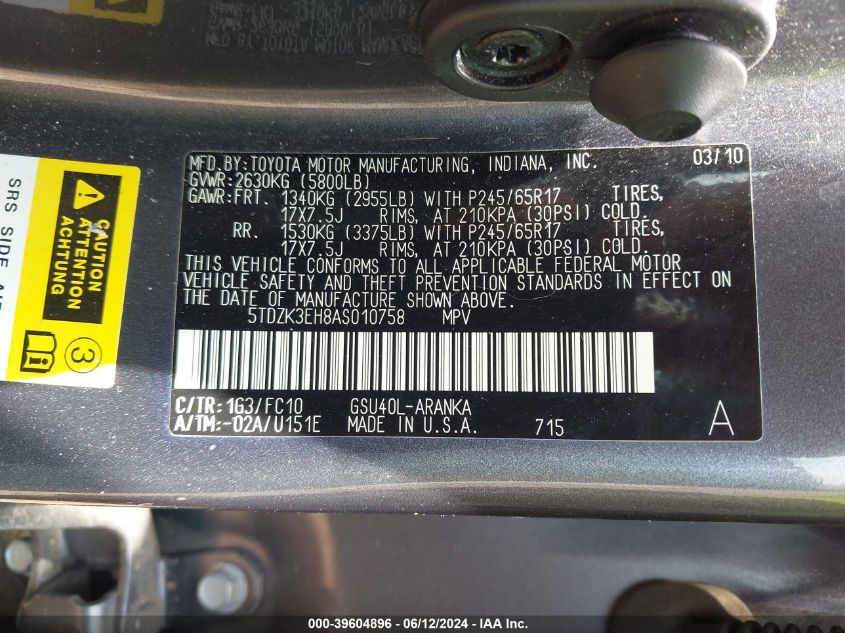 MFD.BY:TOYOTA MOTOR MANUFACTURING, INDIANA, INC. 03/10
GVWR:2630KG (5800LB)
GAWR:FRT. 1340KG (2955LB) WITH P245/65R17 TIRES,
17X7.5J RIMS, AT 210KPA (30PSI) COLD.
RR. 1530KG (3375LB) WITH P245/65R17 TIRES,
17X7.5J RIMS, AT 210KPA (30PSI) COLD.
THIS VEHICLE CONFORMS TO ALL APPLICABLE FEDERAL MOTOR
VEHICLE SAFETY AND THEFT PREVENTION STANDARDS IN EFFECT ON
THE DATE OF MANUFACTURE SHOWN ABOVE.
5TDZK3EH8AS010758 MPV
C/TR: 1G3/FC10 GSU40L-ARANKA
A/TM: -02A/U151E MADE IN U.S.A. 715 A
CAUTION
ATTENTION
ACHTUNG
3
SRS SIDE
000-39604896 - 06/12/2024 - IAA Inc.